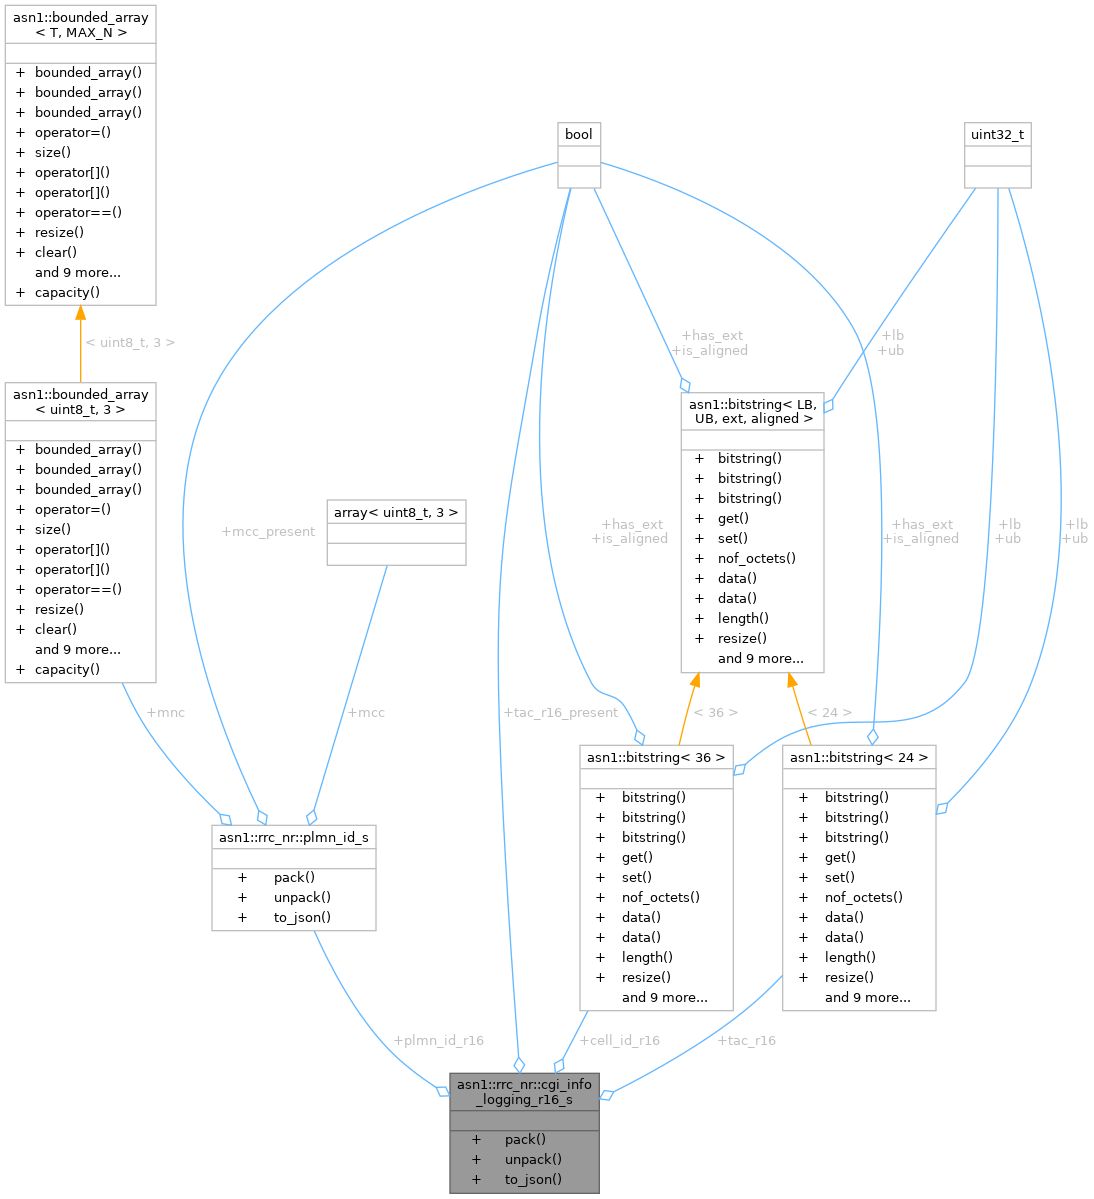 asn1::bounded_array
< T, MAX_N >
+ bounded_array()
+ bounded_array()
+ bounded_array()
+ operator=()
+ size()
+ operator[]()
+ operator[]()
+ operator==()
+ resize()
+ clear()
and 9 more...
+ capacity()
bool
uint32_t
< uint8_t, 3 >
+has_ext
+is_aligned
+lb
+ub
asn1::bounded_array
< uint8_t, 3 >
+ bounded_array()
+ bounded_array()
+ bounded_array()
+ operator=()
+ size()
+ operator[]()
+ operator[]()
+ operator==()
+ resize()
+ clear()
and 9 more...
+ capacity()
asn1::bitstring< LB,
UB, ext, aligned >
+ bitstring()
+ bitstring()
+ bitstring()
+ get()
+ set()
+ nof_octets()
+ data()
+ data()
+ length()
+ resize()
and 9 more...
array< uint8_t, 3 >
+mcc_present
+has_ext
+is_aligned
+has_ext
+is_aligned
+lb
+ub
+lb
+ub
+mnc
+mcc
+tac_r16_present
< 36 >
< 24 >
asn1::bitstring< 36 >
+ bitstring()
+ bitstring()
+ bitstring()
+ get()
+ set()
+ nof_octets()
+ data()
+ data()
+ length()
+ resize()
and 9 more...
asn1::bitstring< 24 >
+ bitstring()
+ bitstring()
+ bitstring()
+ get()
+ set()
+ nof_octets()
+ data()
+ data()
+ length()
+ resize()
and 9 more...
asn1::rrc_nr::plmn_id_s
+ pack()
+ unpack()
+ to_json()
+plmn_id_r16
+cell_id_r16
+tac_r16
asn1::rrc_nr::cgi_info
_logging_r16_s
+ pack()
+ unpack()
+ to_json()